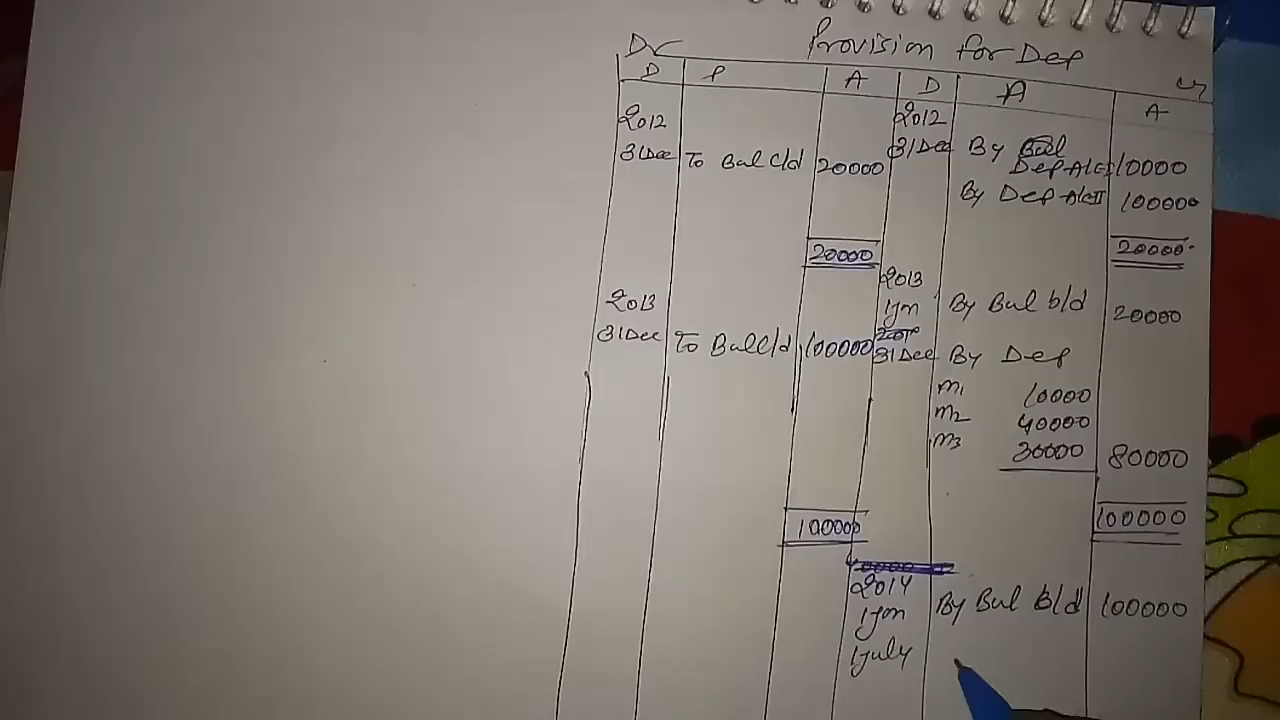 Dr Provision for Dep Cr
D P A D A A
2012 2012
31Dec To Bal C/d 20000 31Dec By Bal
Dep A/c I 10000
By Dep A/c II 100000
20000 20000
2013
2013 1Jan By Bal b/d 20000
31Dec To Bal C/d 100000 31Dec By Dep
m1 10000
m2 40000
m3 30000 80000
100000 100000
2014
1Jan By Bal b/d 100000
1July